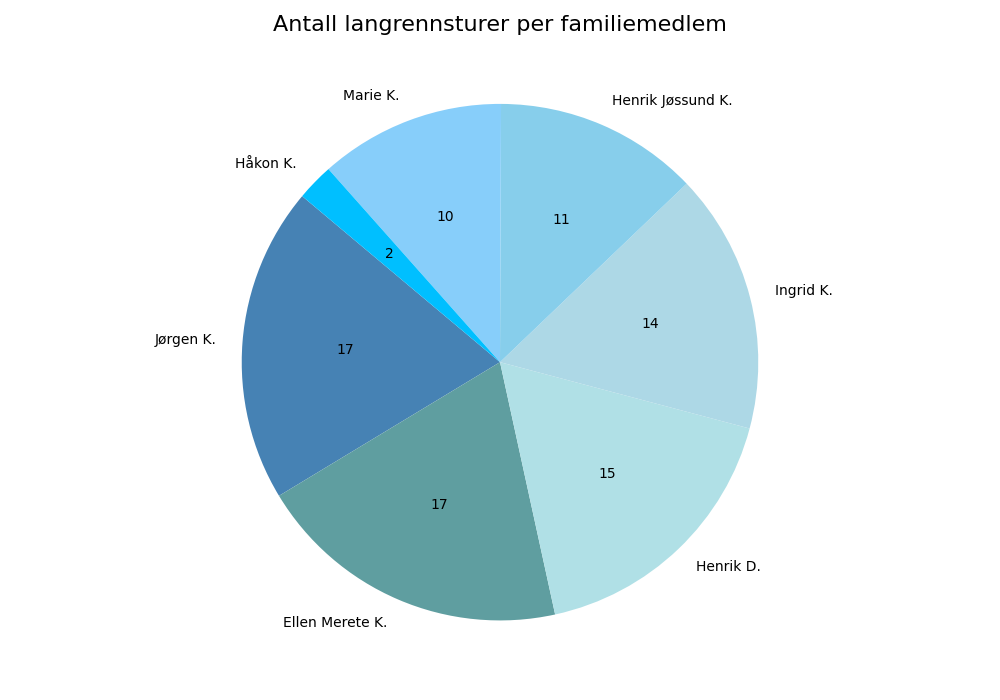 Antall langrennsturer per familiemedlem
Marie K.
Henrik Jøssund K.
Håkon K.
10
11
2
Ingrid K.
14
Jørgen K.
17
15
17
Henrik D.
Ellen Merete K.